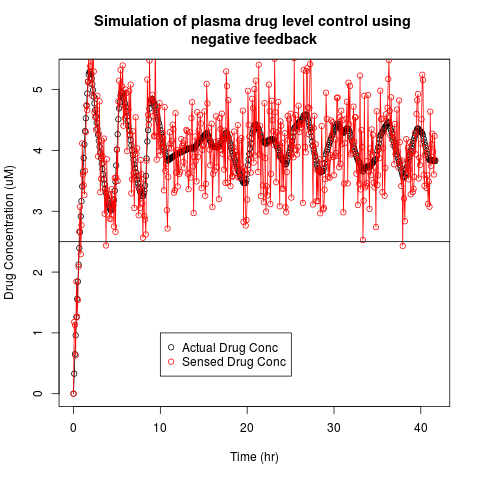 Simulation of plasma drug level control using
negative feedback
Drug Concentration (uM)
5
4
3
2
1
0
Actual Drug Conc
Sensed Drug Conc
0 10 20 30 40
Time (hr)